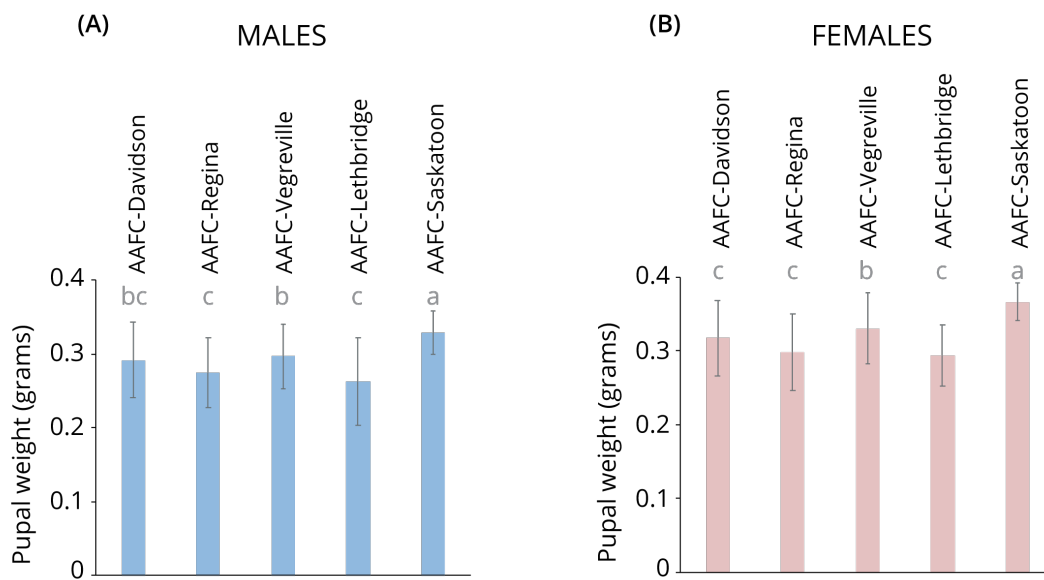 (A)
MALES
AAFC-Davidson
AAFC-Regina
AAFC-Vegreville
AAFC-Lethbridge
AAFC-Saskatoon
bc
c
b
c
a
Pupal weight (grams)
0.4
0.3
0.2
0.1
0
(B)
FEMALES
AAFC-Davidson
AAFC-Regina
AAFC-Vegreville
AAFC-Lethbridge
AAFC-Saskatoon
c
c
b
c
a
Pupal weight (grams)
0.4
0.3
0.2
0.1
0